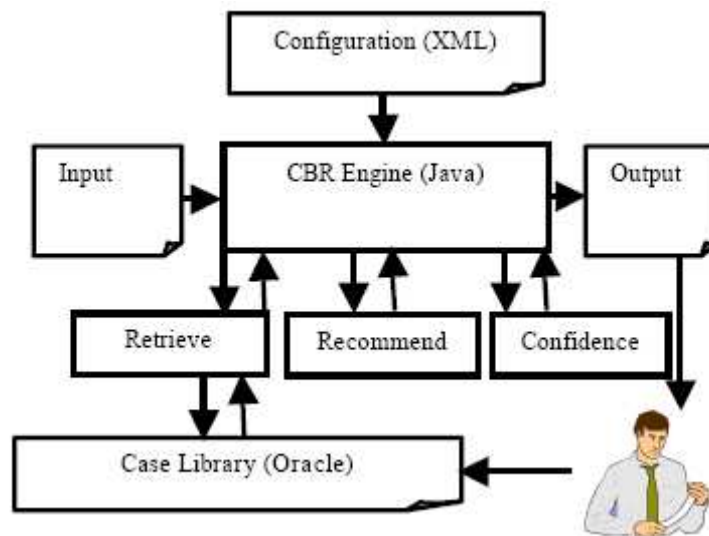 Configuration (XML)
Input
CBR Engine (Java)
Output
Retrieve
Recommend
Confidence
Case Library (Oracle)